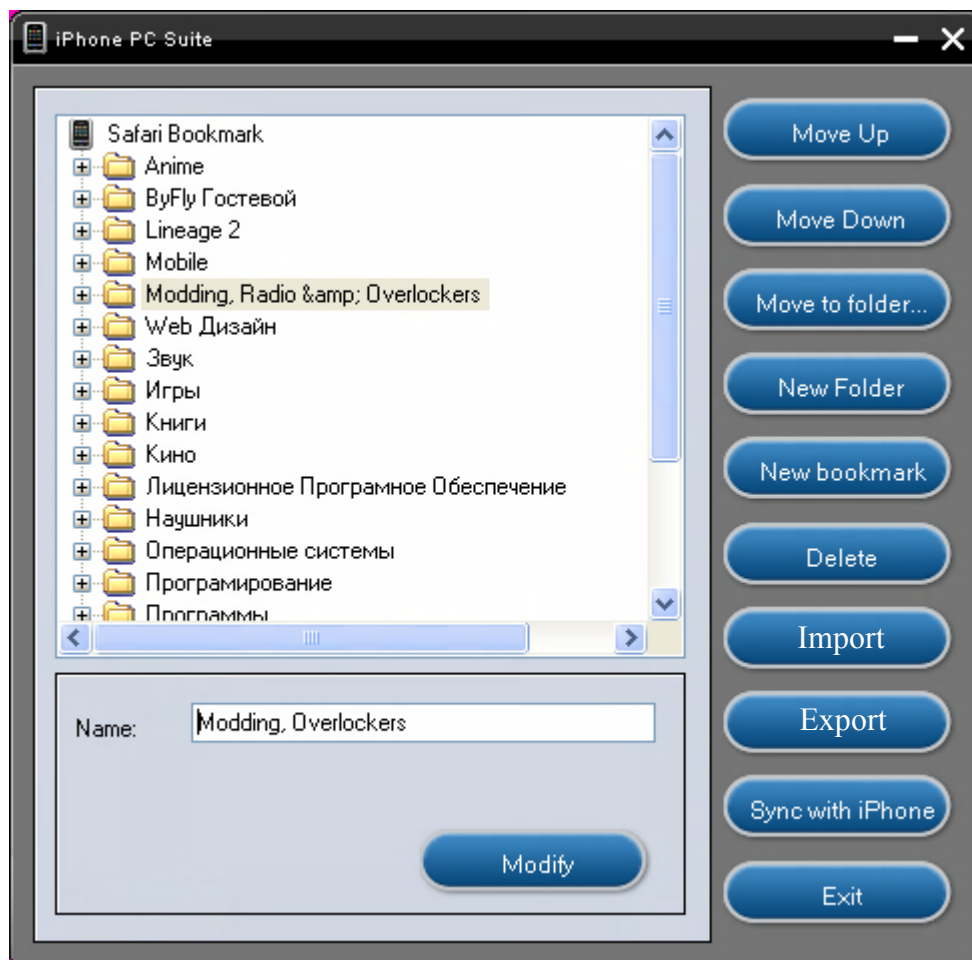 iPhone PC Suite
Safari Bookmark
Anime
ByFly Гостевой
Lineage 2
Mobile
Modding, Radio &amp; Overlockers
Web Дизайн
Звук
Игры
Книги
Кино
Лицензионное Програмное Обеспечение
Наушники
Операционные системы
Програмирование
Программы
Name:
Modding, Overlockers
Modify
Move Up
Move Down
Move to folder...
New Folder
New bookmark
Delete
Import
Export
Sync with iPhone
Exit